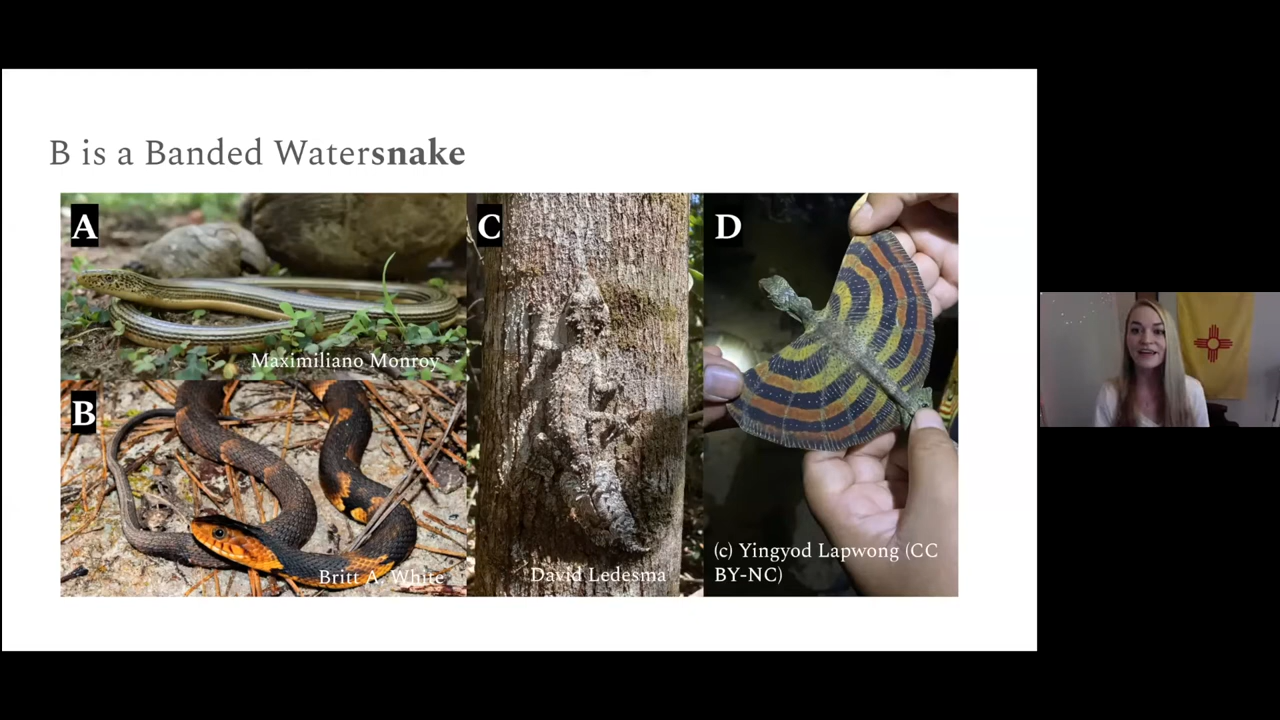 B is a Banded Watersnake
A
Maximiliano Monroy
B
Britt A. White
C
David Ledesma
D
(c) Yingyod Lapwong (CC
BY-NC)